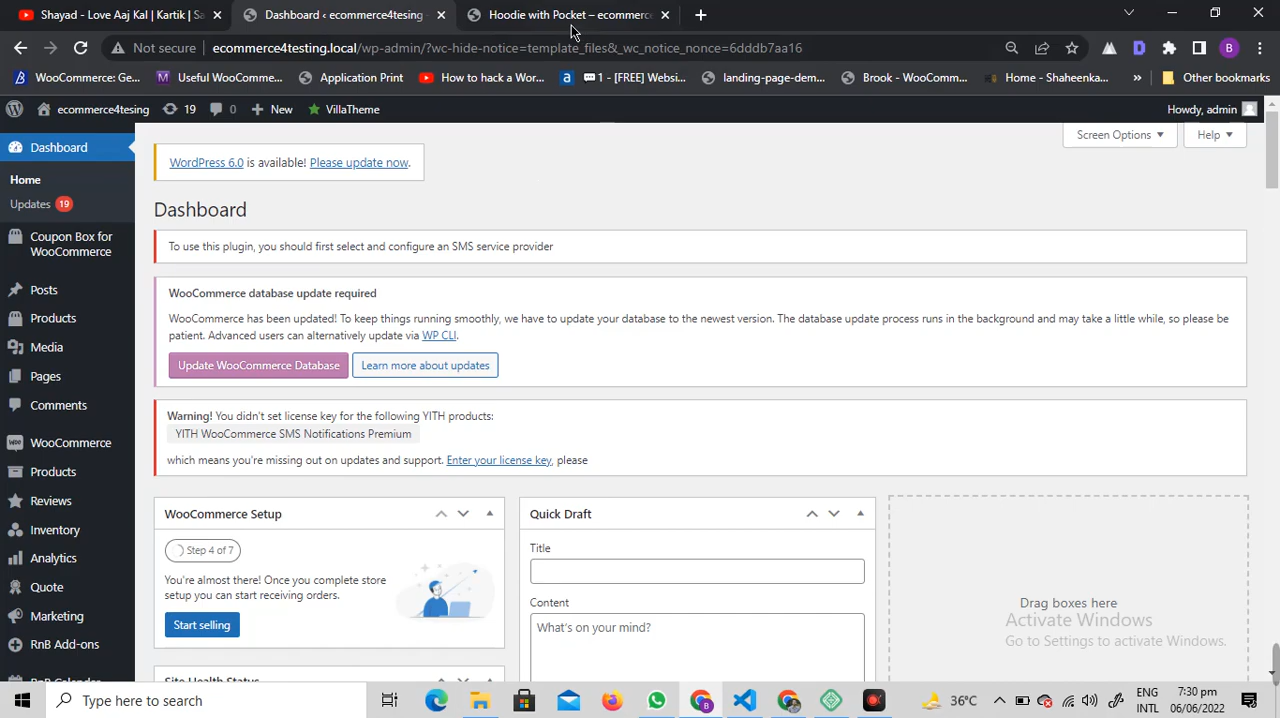 Shayad - Love Aaj Kal | Kartik | Sa
Dashboard ‹ ecommerce4testing
Hoodie with Pocket – ecommerce
Not secure
ecommerce4testing.local/wp-admin/?wc-hide-notice=template_files&_wc_notice_nonce=6dddb7aa16
B
WooCommerce: Ge...
Useful WooComme...
Application Print
How to hack a Wor...
1 - [FREE] Websi...
landing-page-dem...
Brook – WooComm...
Home - Shaheenka...
»
Other bookmarks
ecommerce4testing
19
0
New
VillaTheme
Howdy, admin
Dashboard
Screen Options
Help
WordPress 6.0 is available! Please update now.
Home
Updates 19
Dashboard
Coupon Box for
WooCommerce
To use this plugin, you should first select and configure an SMS service provider
Posts
Products
Media
Pages
Comments
WooCommerce
Products
Reviews
Inventory
Analytics
Quote
Marketing
RnB Add-ons
RnB Calendar
WooCommerce database update required
WooCommerce has been updated! To keep things running smoothly, we have to update your database to the newest version. The database update process runs in the background and may take a little while, so please be
patient. Advanced users can alternatively update via WP CLI.
Update WooCommerce Database
Learn more about updates
Warning! You didn't set license key for the following YITH products:
YITH WooCommerce SMS Notifications Premium
which means you're missing out on updates and support. Enter your license key, please
WooCommerce Setup
Step 4 of 7
You're almost there! Once you complete store
setup you can start receiving orders.
Start selling
Site Health Status
Quick Draft
Title
Content
What's on your mind?
Drag boxes here
Activate Windows
Go to Settings to activate Windows.
Type here to search
36°C
ENG
INTL
7:30 pm
06/06/2022